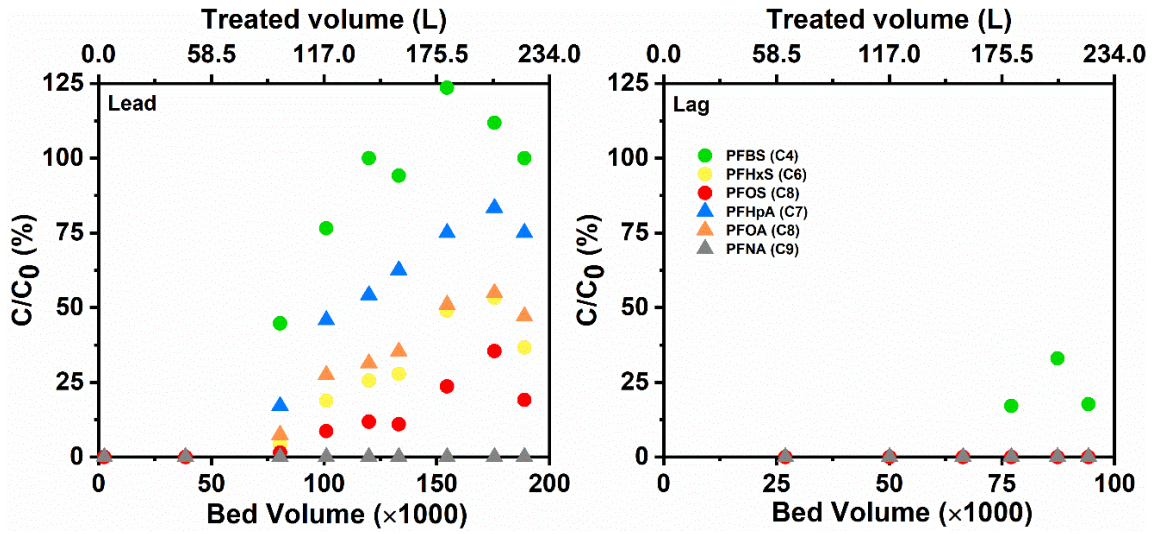 Treated volume (L)
0.0 58.5 117.0 175.5 234.0
125
100
75
50
25
0
C/C0 (%)
Lead
0 50 100 150 200
Bed Volume (×1000)
Treated volume (L)
0.0 58.5 117.0 175.5 234.0
125
100
75
50
25
0
C/C0 (%)
Lag
PFBS (C4)
PFHxS (C6)
PFOS (C8)
PFHpA (C7)
PFOA (C8)
PFNA (C9)
0 25 50 75 100
Bed Volume (×1000)